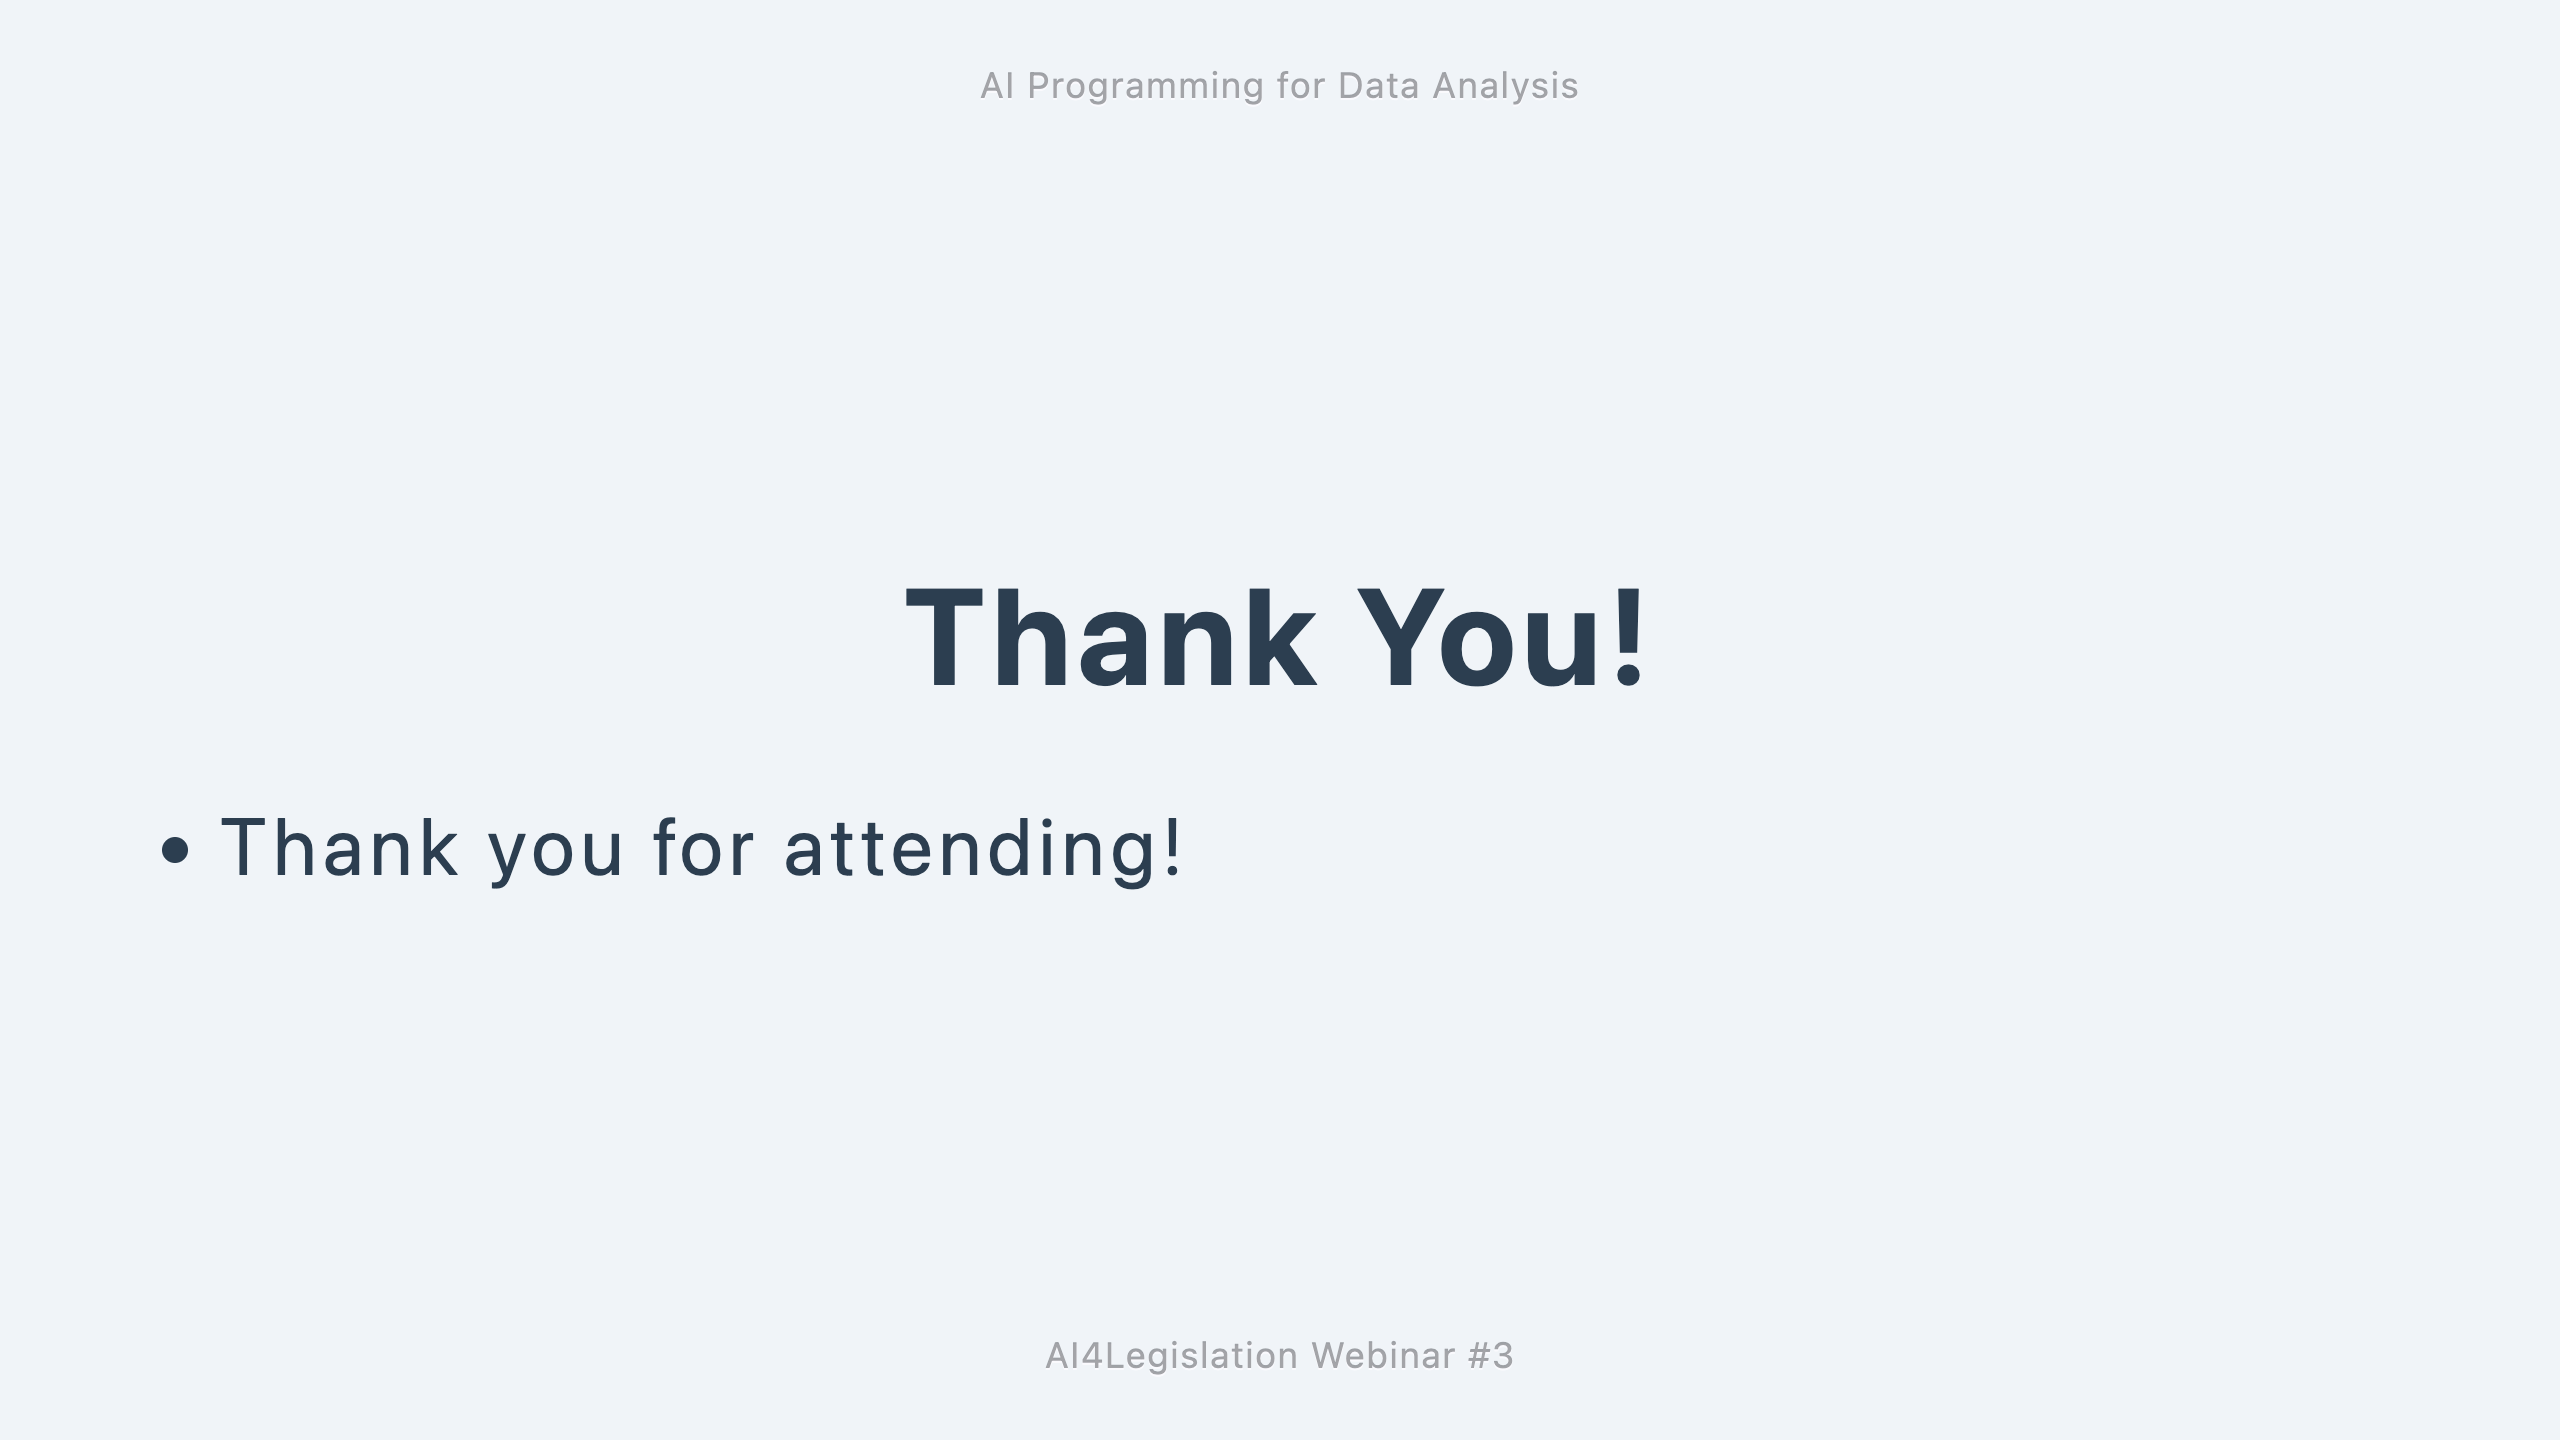 AI Programming for Data Analysis
Thank You!
• Thank you for attending!
AI4Legislation Webinar #3